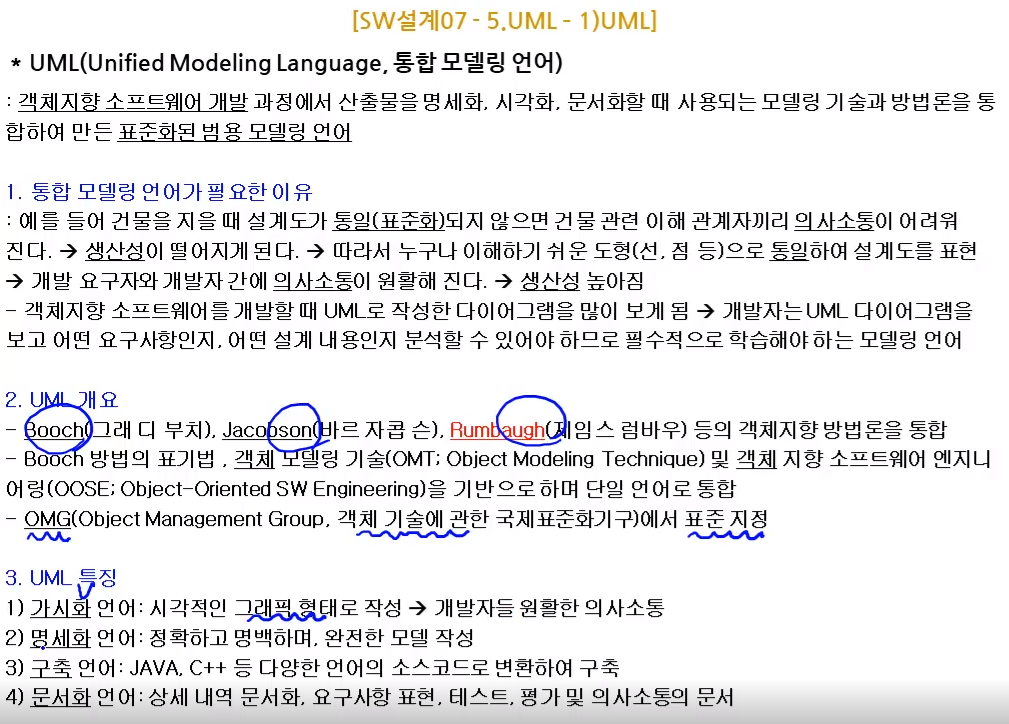 [SW설계07 - 5.UML - 1)UML]
* UML(Unified Modeling Language, 통합 모델링 언어)
: 객체지향 소프트웨어 개발 과정에서 산출물을 명세화, 시각화, 문서화할 때 사용되는 모델링 기술과 방법론을 통
합하여 만든 표준화된 범용 모델링 언어
1. 통합 모델링 언어가 필요한 이유
: 예를 들어 건물을 지을 때 설계도가 통일(표준화)되지 않으면 건물 관련 이해 관계자끼리 의사소통이 어려워
진다. → 생산성이 떨어지게 된다. → 따라서 누구나 이해하기 쉬운 도형(선, 점 등)으로 통일하여 설계도를 표현
→ 개발 요구자와 개발자 간에 의사소통이 원활해 진다. → 생산성 높아짐
- 객체지향 소프트웨어를 개발할 때 UML로 작성한 다이어그램을 많이 보게 됨 → 개발자는 UML 다이어그램을
보고 어떤 요구사항인지, 어떤 설계 내용인지 분석할 수 있어야 하므로 필수적으로 학습해야 하는 모델링 언어
2. UML 개요
- Booch(그래 디 부치), Jacobson(바르 자콥 슨), Rumbaugh(제임 스 럼바우) 등의 객체지향 방법론을 통합
- Booch 방법의 표기법 , 객체 모델링 기술(OMT; Object Modeling Technique) 및 객체 지향 소프트웨어 엔지니
어링(OOSE; Object-Oriented SW Engineering)을 기반으로 하며 단일 언어로 통합
- OMG(Object Management Group, 객체 기술에 관한 국제표준화기구)에서 표준 지정
3. UML 특징
1) 가시화 언어: 시각적인 그래픽 형태로 작성 → 개발자들 원활한 의사소통
2) 명세화 언어: 정확하고 명백하며, 완전한 모델 작성
3) 구축 언어: JAVA, C++ 등 다양한 언어의 소스코드로 변환하여 구축
4) 문서화 언어: 상세 내역 문서화, 요구사항 표현, 테스트, 평가 및 의사소통의 문서